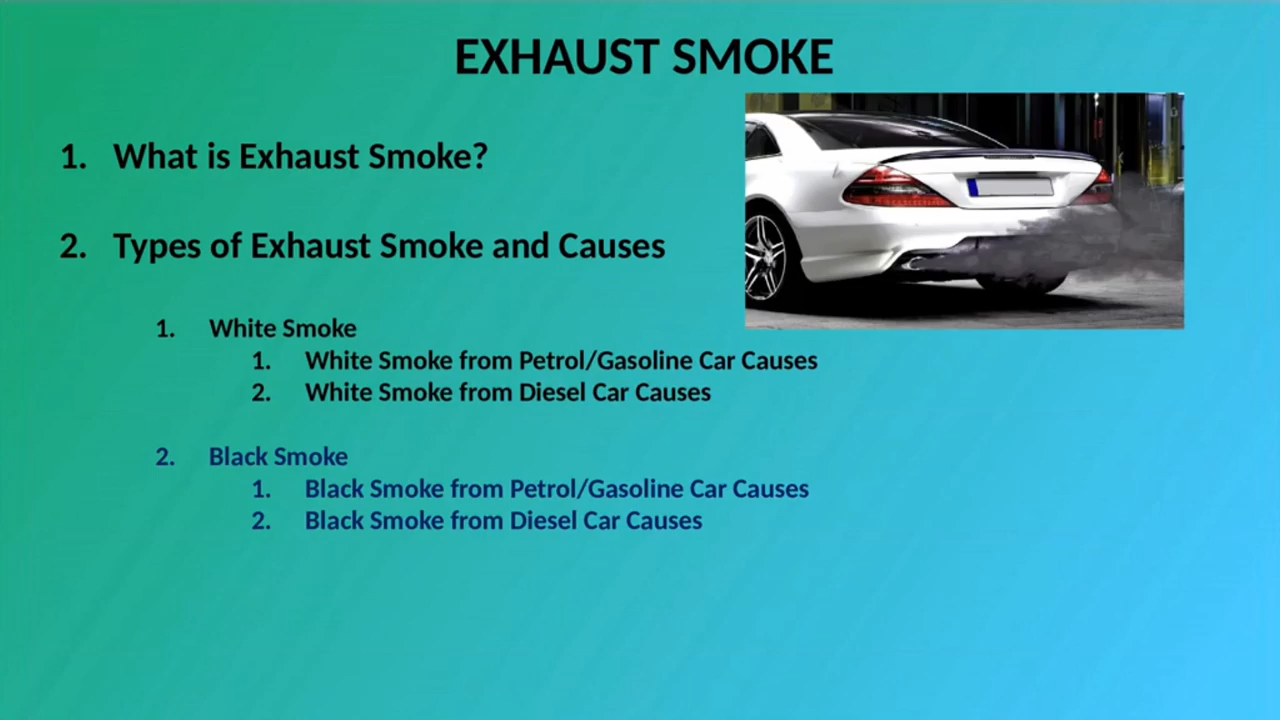 EXHAUST SMOKE
1. What is Exhaust Smoke?
2. Types of Exhaust Smoke and Causes
1. White Smoke
1. White Smoke from Petrol/Gasoline Car Causes
2. White Smoke from Diesel Car Causes
2. Black Smoke
1. Black Smoke from Petrol/Gasoline Car Causes
2. Black Smoke from Diesel Car Causes